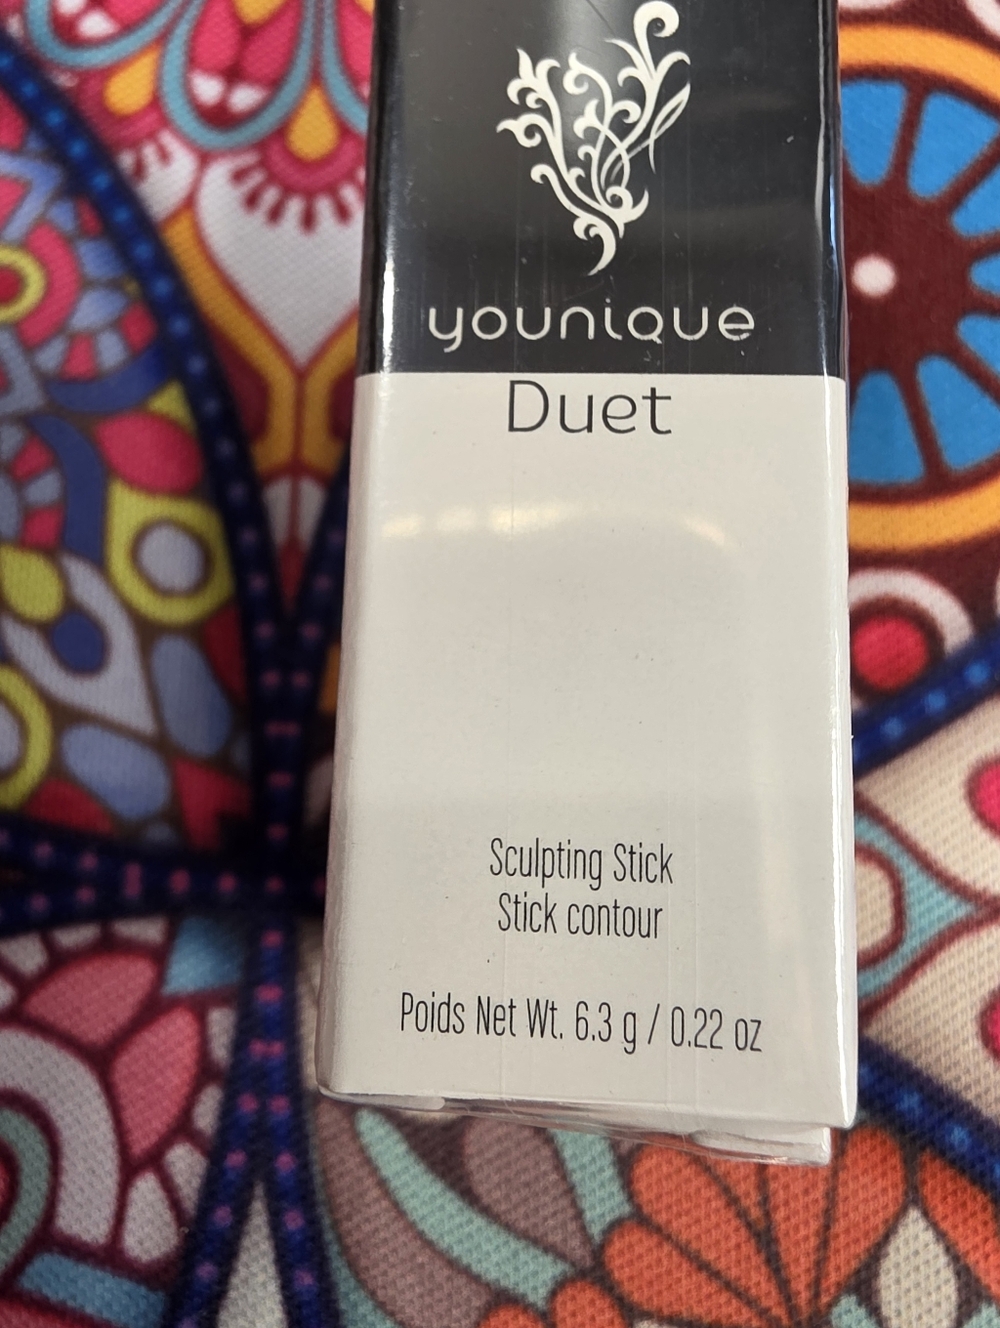 younique
Duet
Sculpting Stick
Stick contour
Poids Net Wt. 6.3 g / 0.22 oz